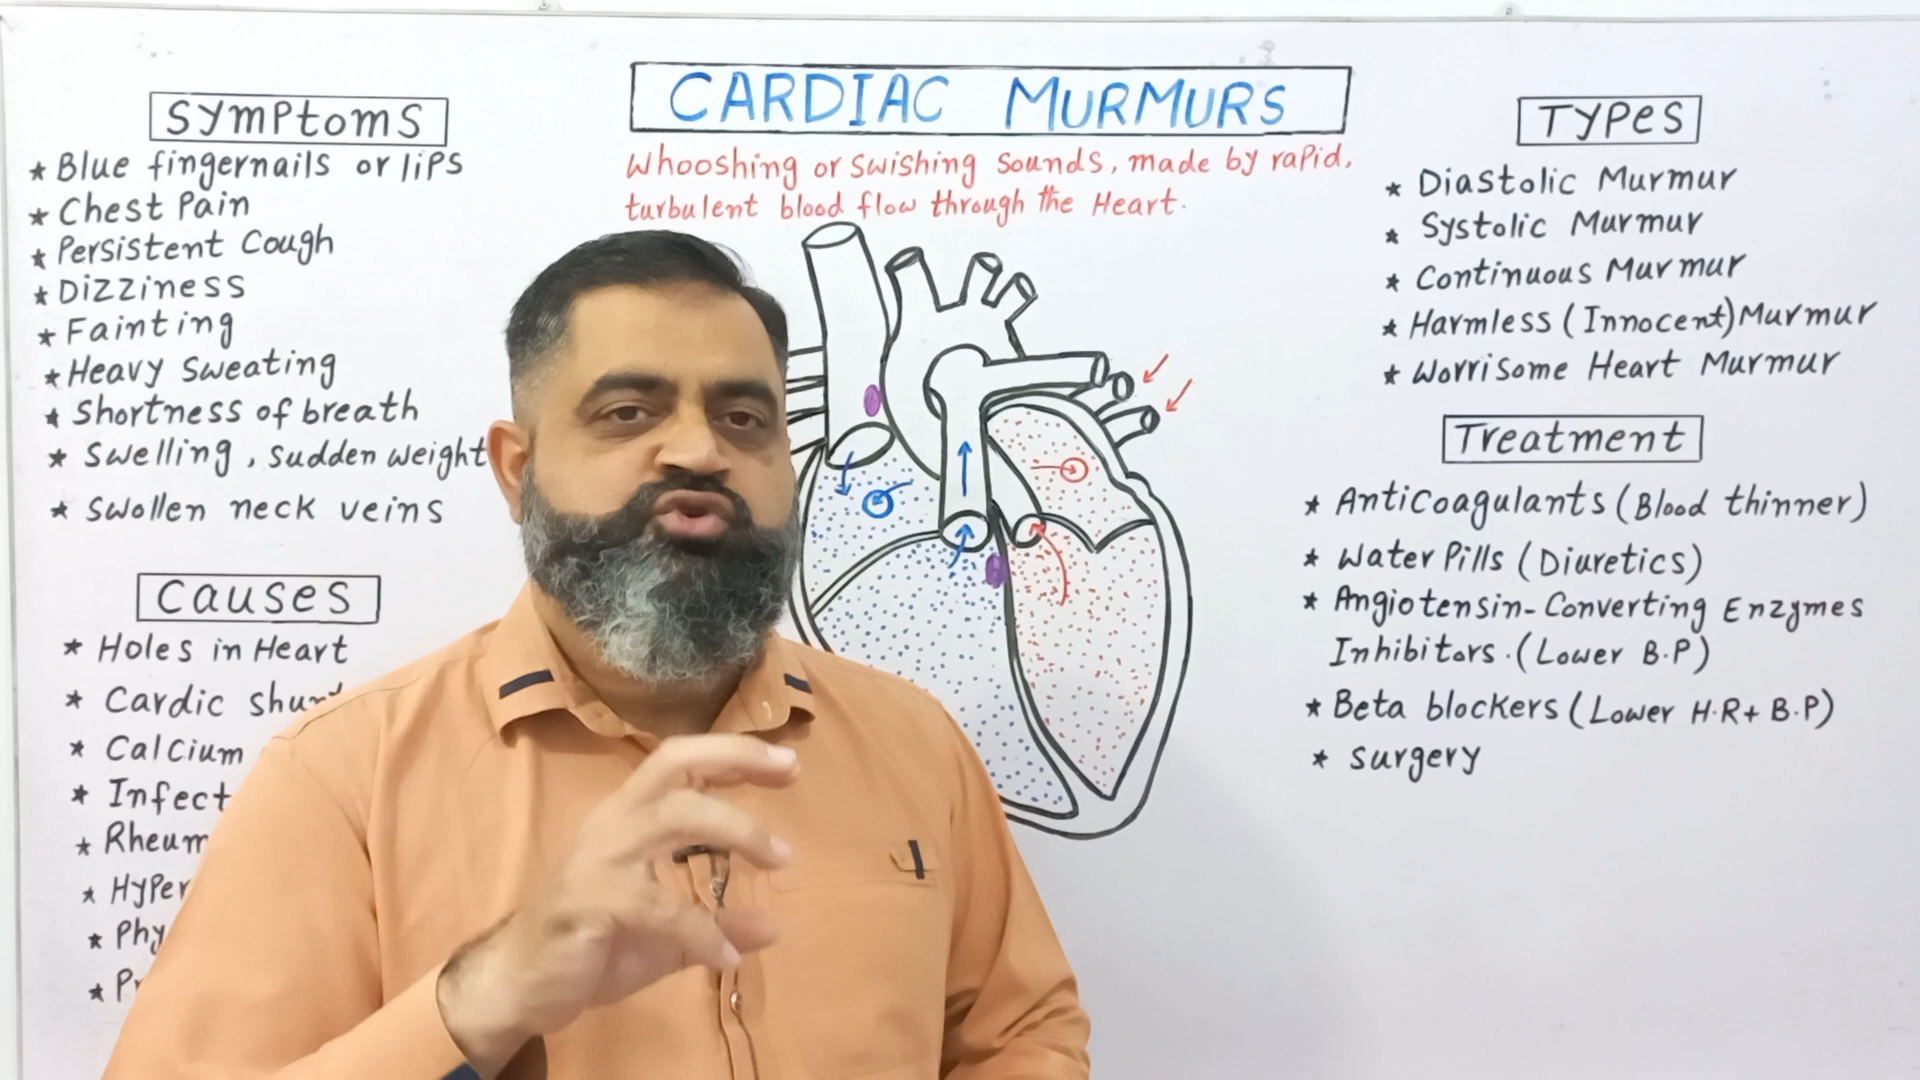 CARDIAC MURMURS
Whooshing or swishing sounds, made by rapid,
turbulent blood flow through the Heart.
Symptoms
* Blue fingernails or lips
* Chest Pain
* Persistent Cough
* Dizziness
* Fainting
* Heavy sweating
* Shortness of breath
* Swelling, sudden weight
* Swollen neck veins
Causes
* Holes in Heart
* Cardic
* Calcium
*
*
*
*
*
Types
* Diastolic Murmur
* Systolic Murmur
* Continuous Murmur
* Harmless (Innocent) Murmur
* Worrisome Heart Murmur
Treatment
* Anticoagulants (Blood thinner)
* Water Pills (Diuretics)
* Angiotensin-Converting Enzymes
Inhibitors. (Lower B.P)
* Beta blockers (Lower H.R + B.P)
* Surgery